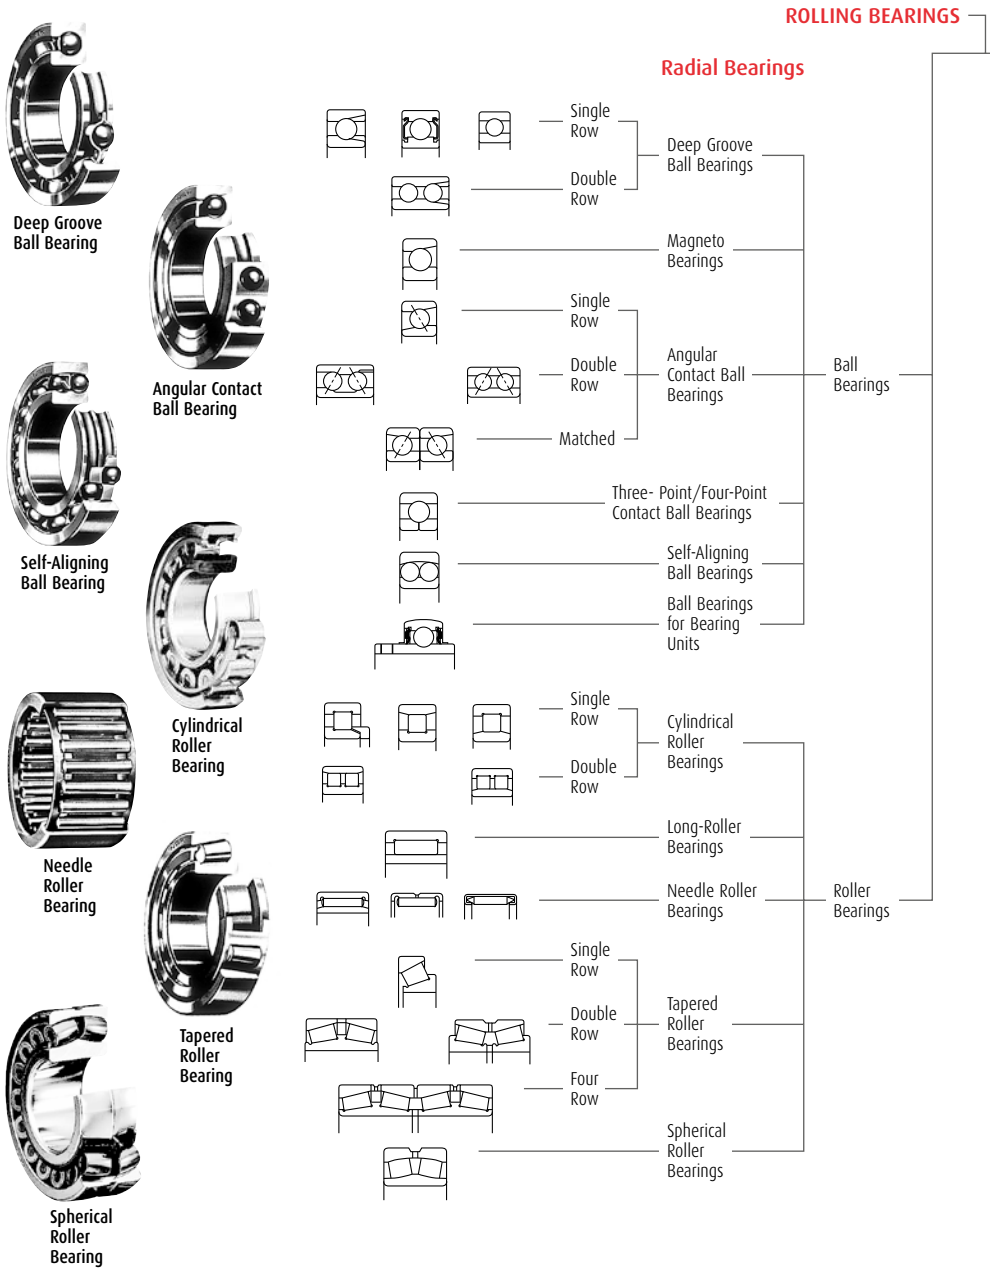 ROLLING BEARINGS
Radial Bearings
Single
Row
Deep Groove
Ball Bearings
Double
Row
Magneto
Bearings
Single
Row
Double
Row
Angular
Contact Ball
Bearings
Matched
Ball
Bearings
Three- Point/Four-Point
Contact Ball Bearings
Self-Aligning
Ball Bearings
Ball Bearings
for Bearing
Units
Single
Row
Cylindrical
Roller
Bearings
Double
Row
Long-Roller
Bearings
Needle Roller
Bearings
Roller
Bearings
Single
Row
Double
Row
Tapered
Roller
Bearings
Four
Row
Spherical
Roller
Bearings
Deep Groove
Ball Bearing
Angular Contact
Ball Bearing
Self-Aligning
Ball Bearing
Cylindrical
Roller
Bearing
Needle
Roller
Bearing
Tapered
Roller
Bearing
Spherical
Roller
Bearing